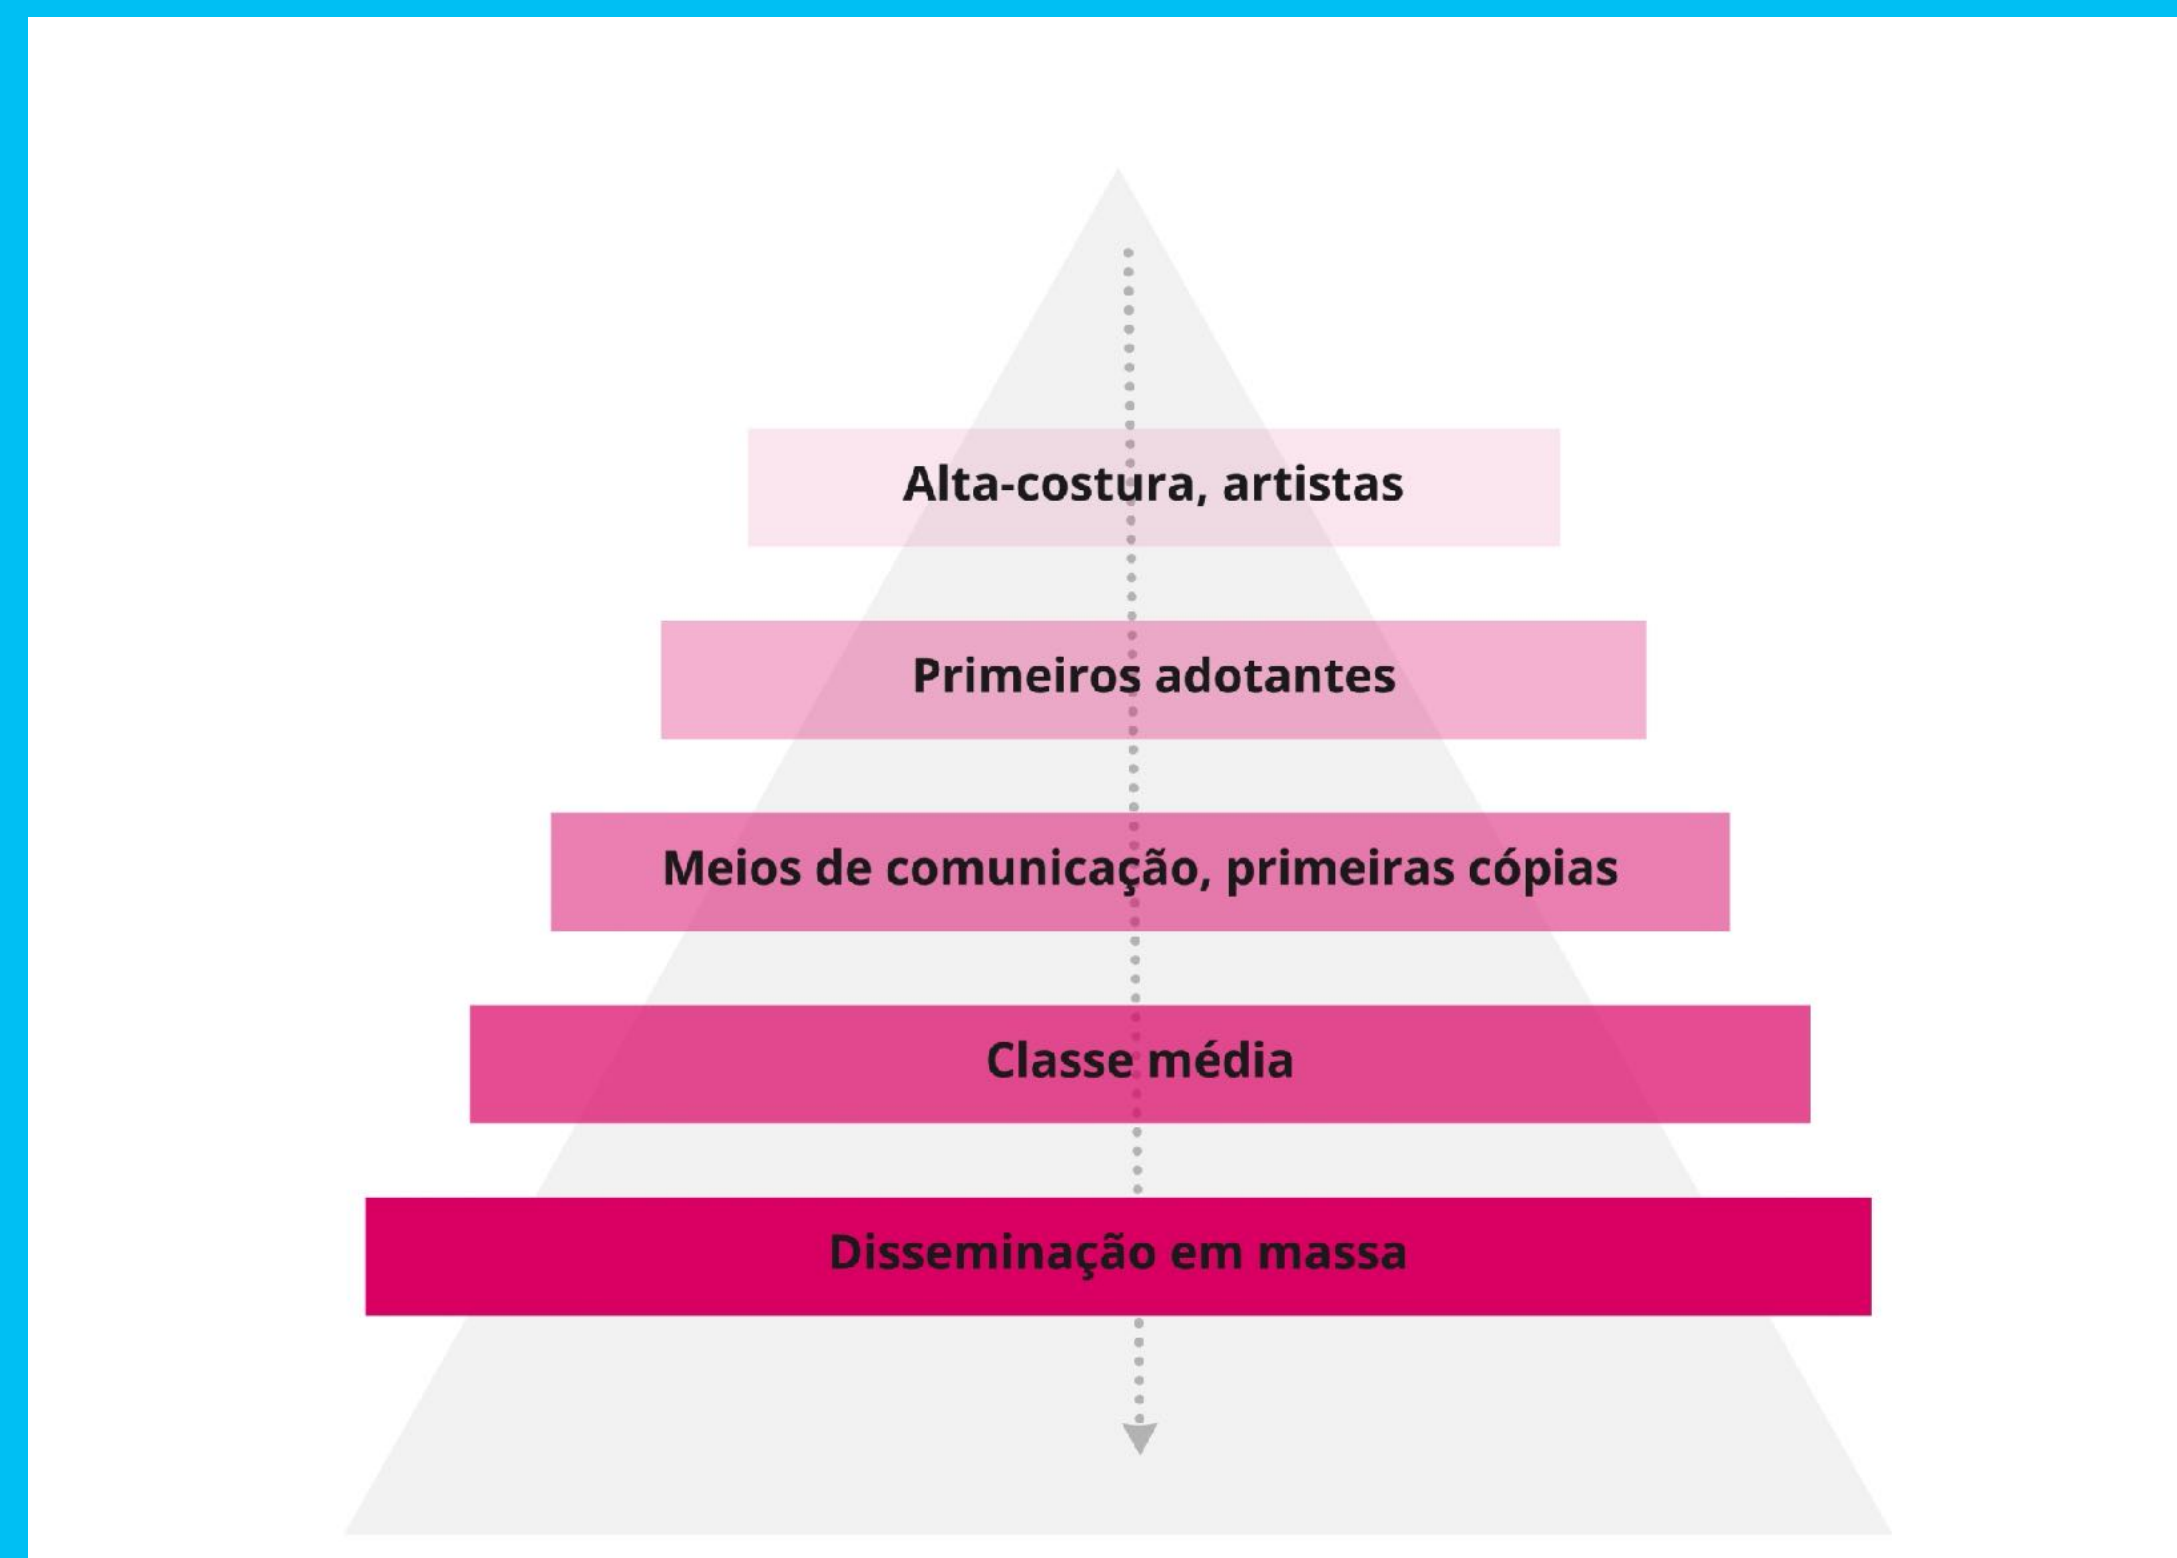 Alta-costura, artistas
Primeiros adotantes
Meios de comunicação, primeiras cópias
Classe média
Disseminação em massa